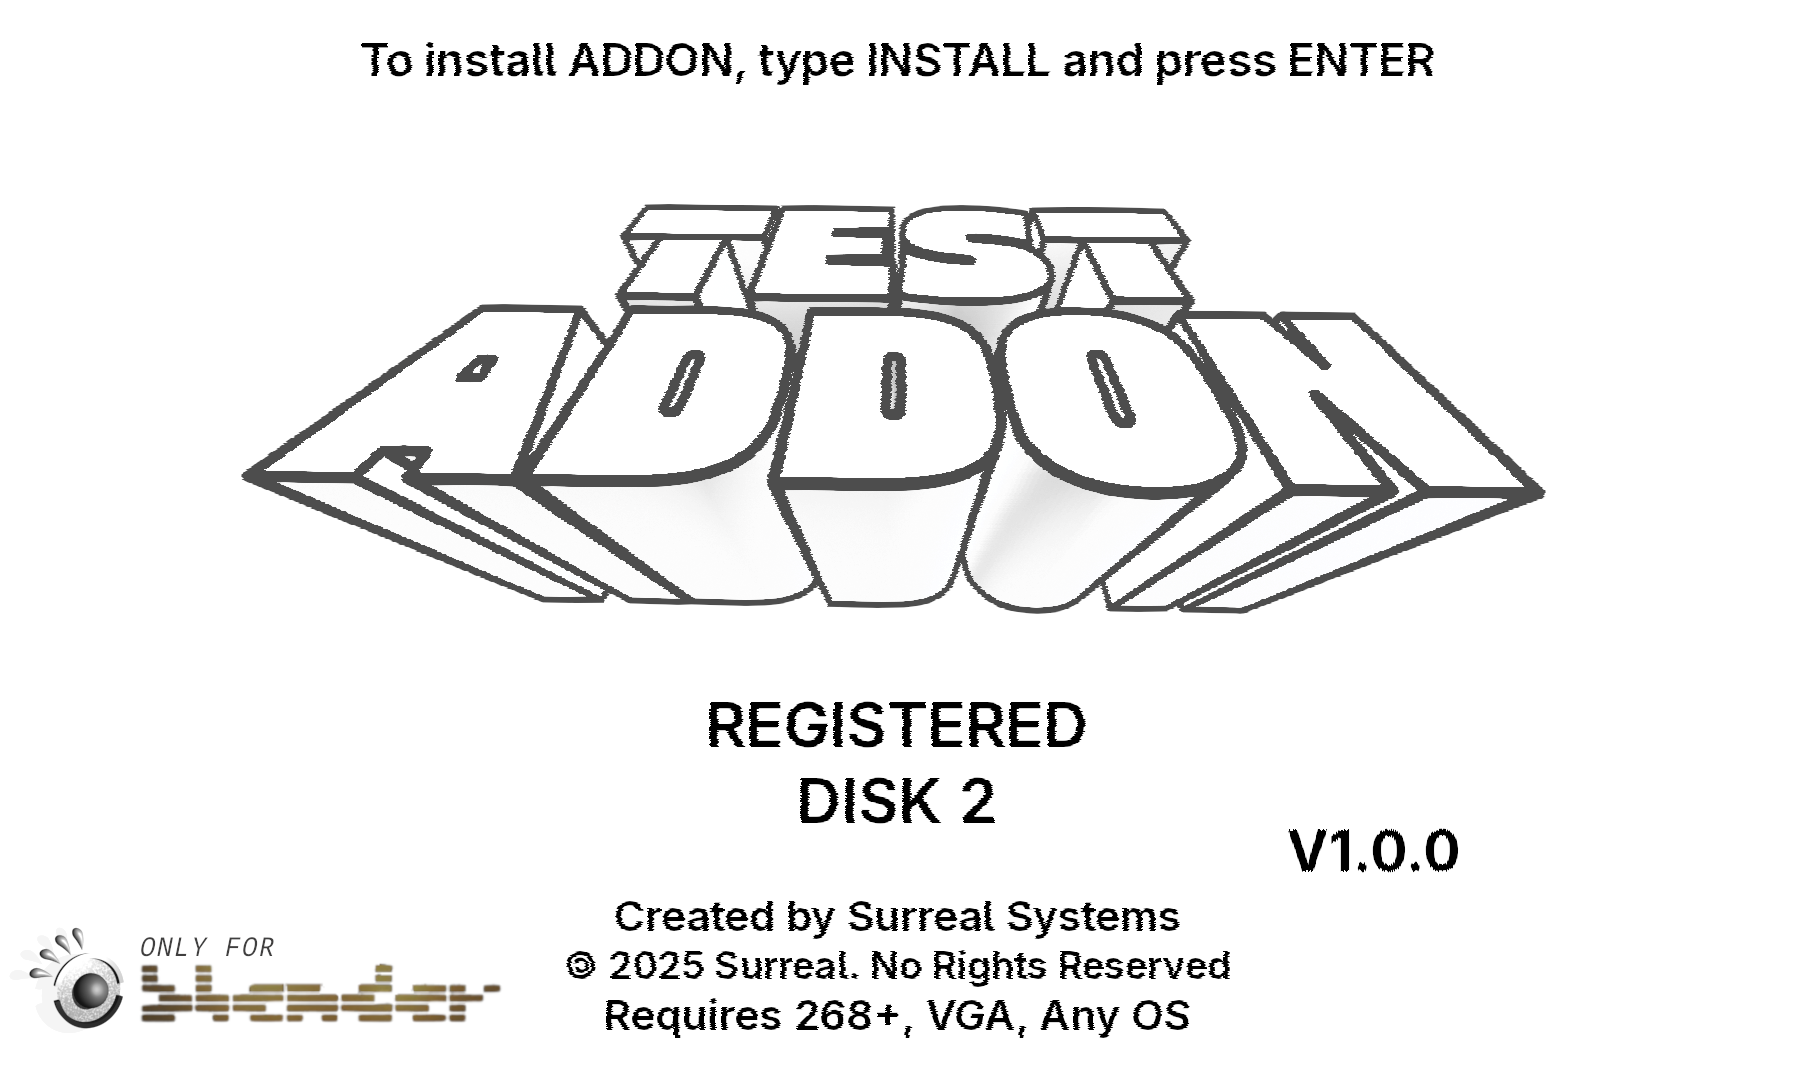 To install ADDON, type INSTALL and press ENTER
TEST
ADDON
REGISTERED
DISK 2
V1.0.0
Created by Surreal Systems
© 2025 Surreal. No Rights Reserved
Requires 268+, VGA, Any OS
ONLY FOR
blender